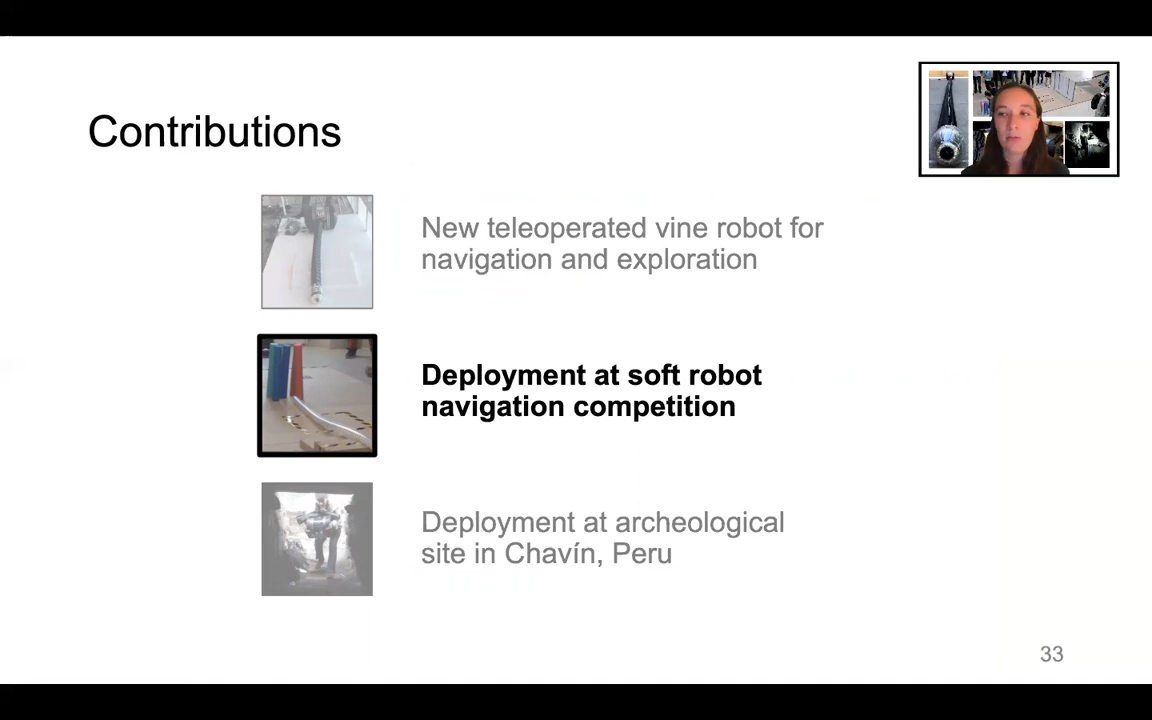 Contributions
New teleoperated vine robot for
navigation and exploration
Deployment at soft robot
navigation competition
Deployment at archeological
site in Chavín, Peru
33